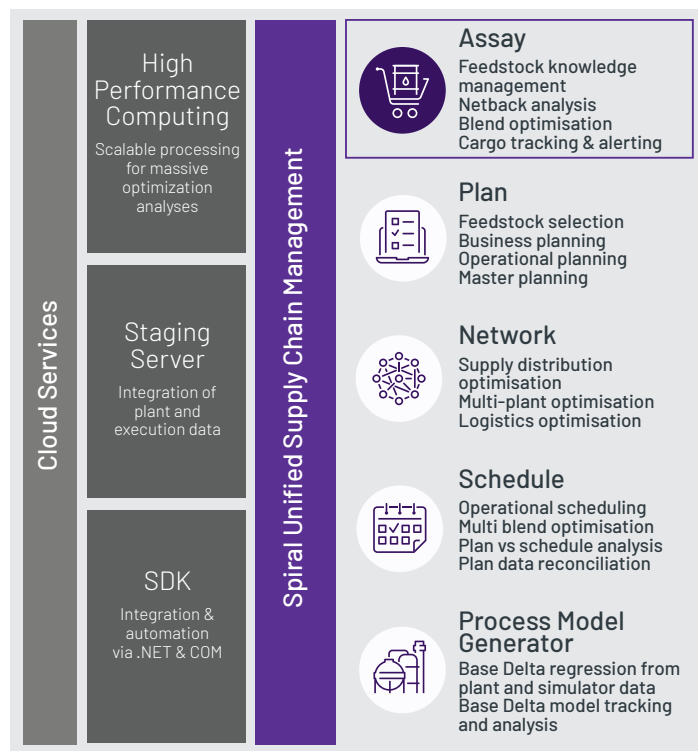 Cloud Services
High
Performance
Computing
Scalable processing
for massive
optimization
analyses
Staging
Server
Integration of
plant and
execution data
SDK
Integration &
automation
via .NET & COM
Spiral Unified Supply Chain Management
Assay
Feedstock knowledge
management
Netback analysis
Blend optimisation
Cargo tracking & alerting
Plan
Feedstock selection
Business planning
Operational planning
Master planning
Network
Supply distribution
optimisation
Multi-plant optimisation
Logistics optimisation
Schedule
Operational scheduling
Multi blend optimisation
Plan vs schedule analysis
Plan data reconciliation
Process Model
Generator
Base Delta regression from
plant and simulator data
Base Delta model tracking
and analysis